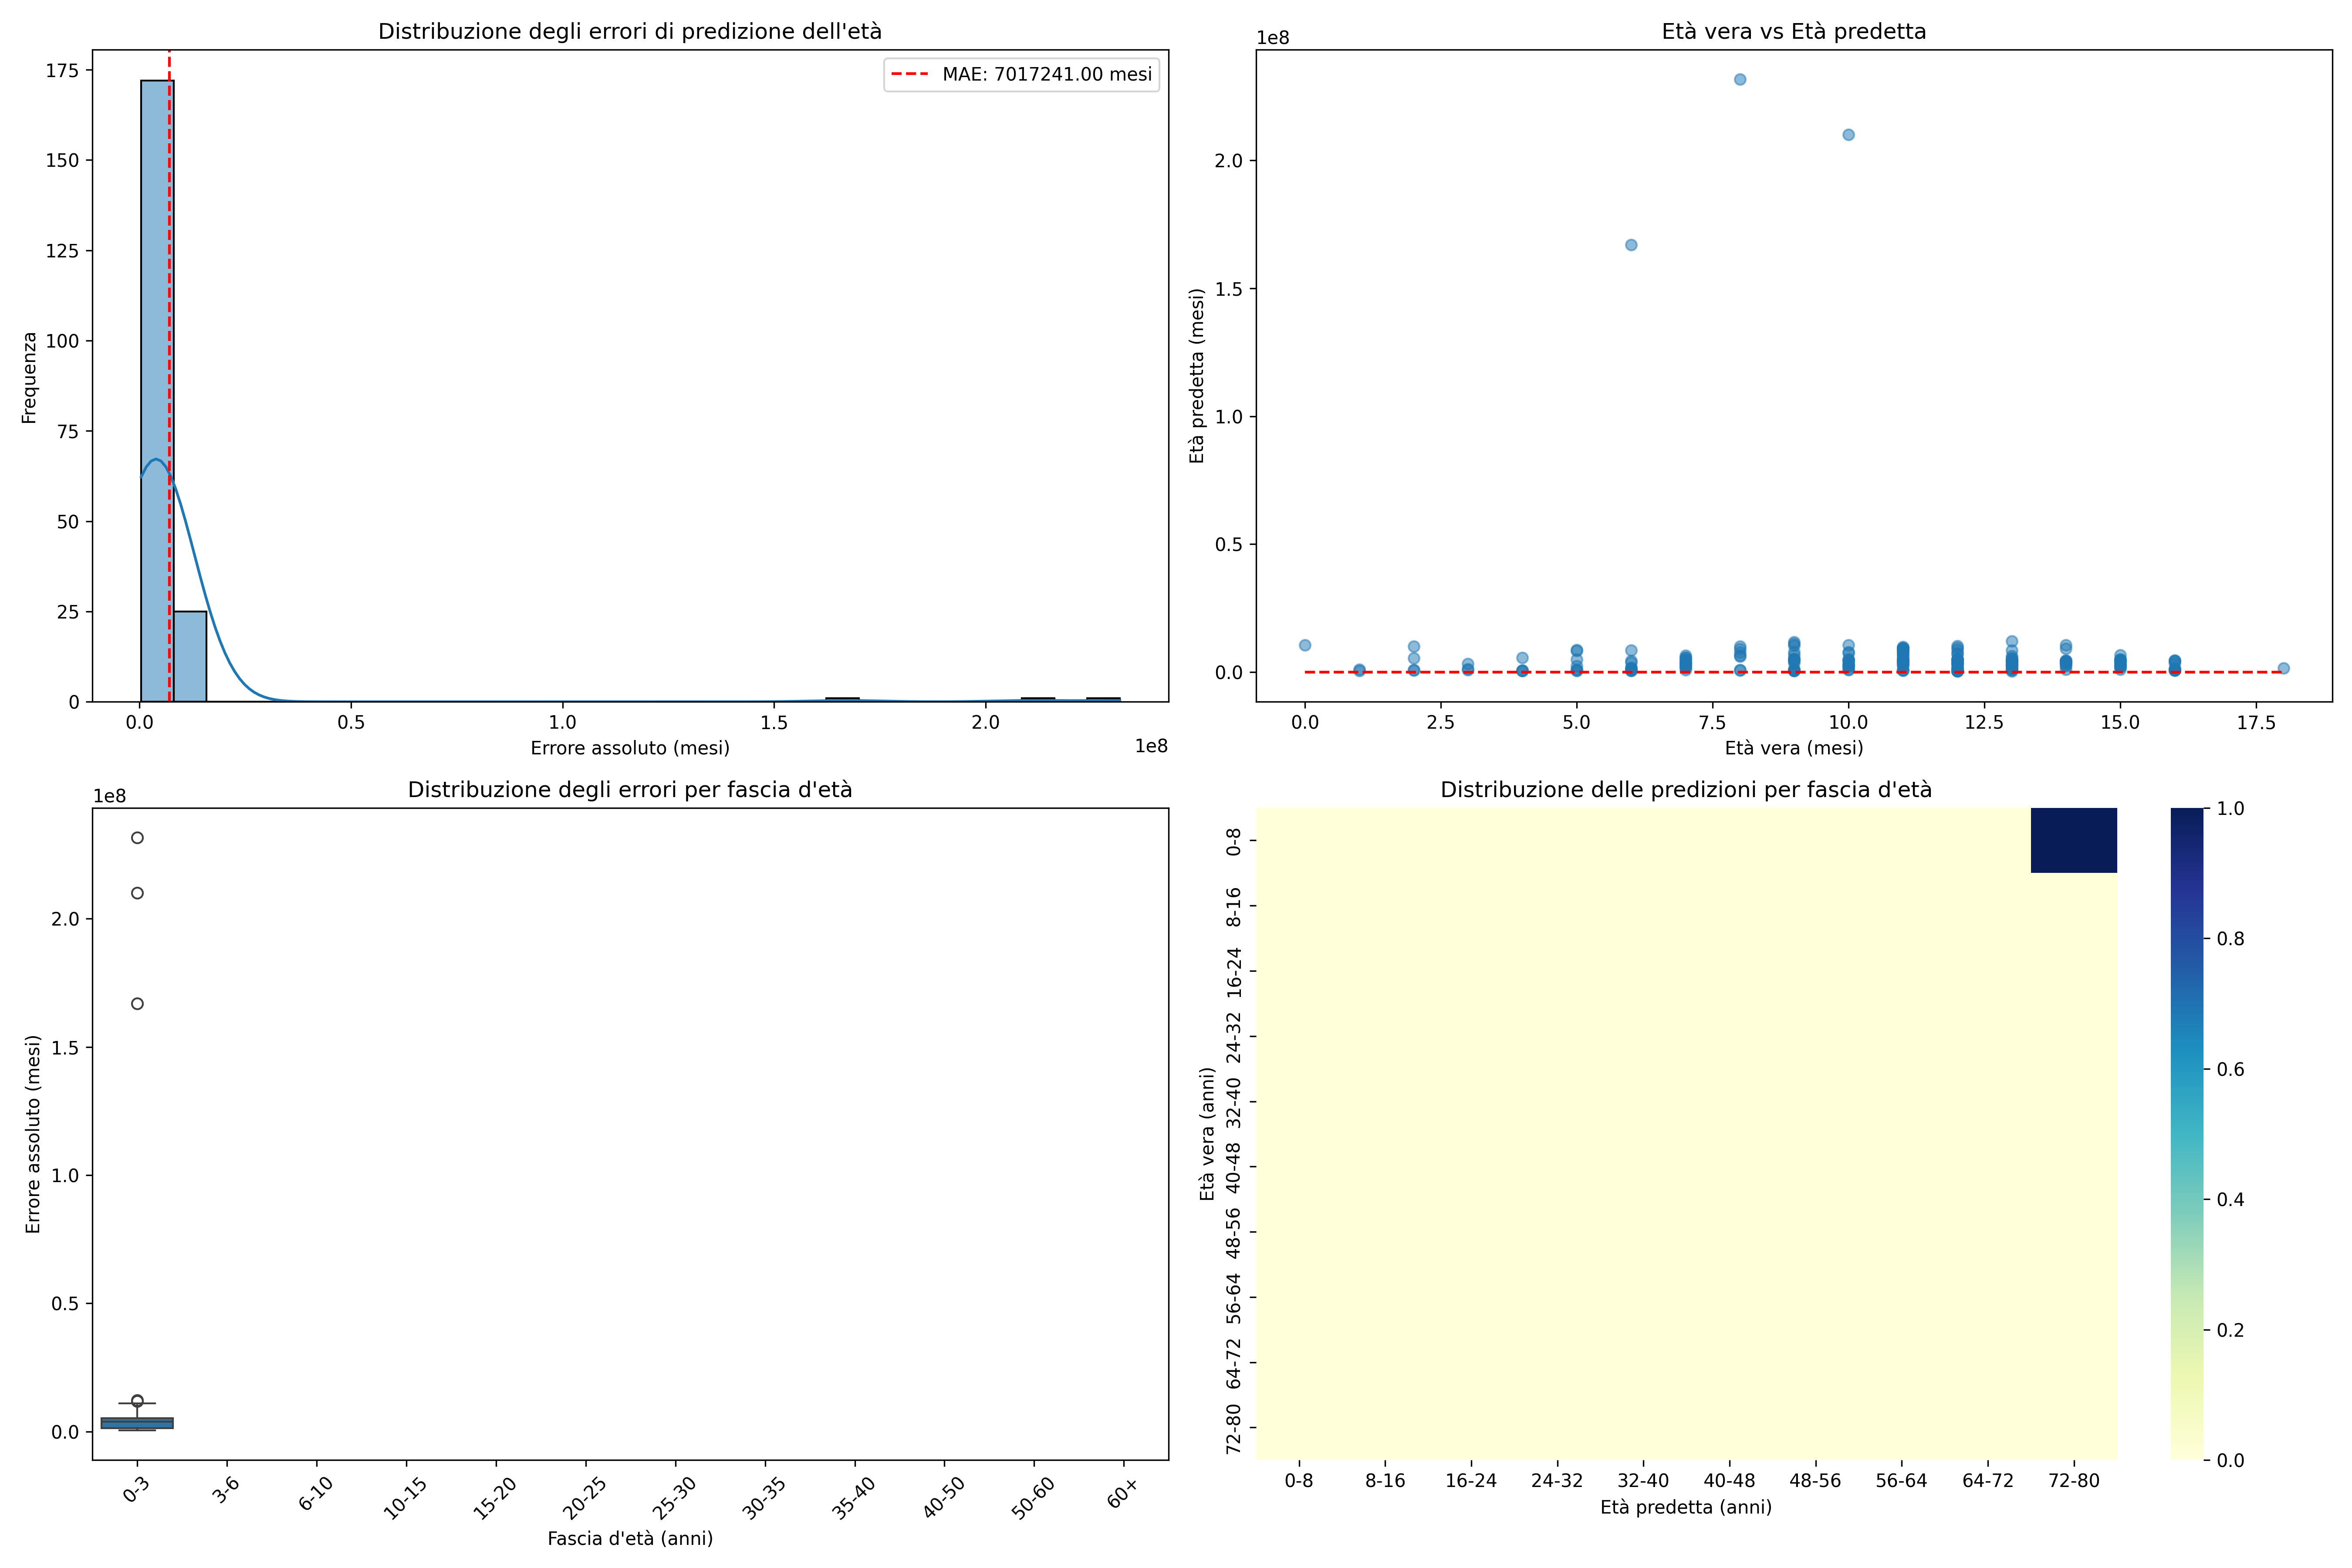 Distribuzione degli errori di predizione dell'età
MAE: 7017241.00 mesi
Frequenza
175
150
125
100
75
50
25
0
0.0 0.5 1.0 1.5 2.0
1e8
Errore assoluto (mesi)
Età vera vs Età predetta
1e8
Età predetta (mesi)
2.0
1.5
1.0
0.5
0.0
0.0 2.5 5.0 7.5 10.0 12.5 15.0 17.5
Età vera (mesi)
Distribuzione degli errori per fascia d'età
1e8
Errore assoluto (mesi)
2.0
1.5
1.0
0.5
0.0
0-3 3-6 6-10 10-15 15-20 20-25 25-30 30-35 35-40 40-50 50-60 60+
Fascia d'età (anni)
Distribuzione delle predizioni per fascia d'età
Età vera (anni)
0-8
8-16
16-24
24-32
32-40
40-48
48-56
56-64
64-72
72-80
0-8 8-16 16-24 24-32 32-40 40-48 48-56 56-64 64-72 72-80
Età predetta (anni)
1.0
0.8
0.6
0.4
0.2
0.0